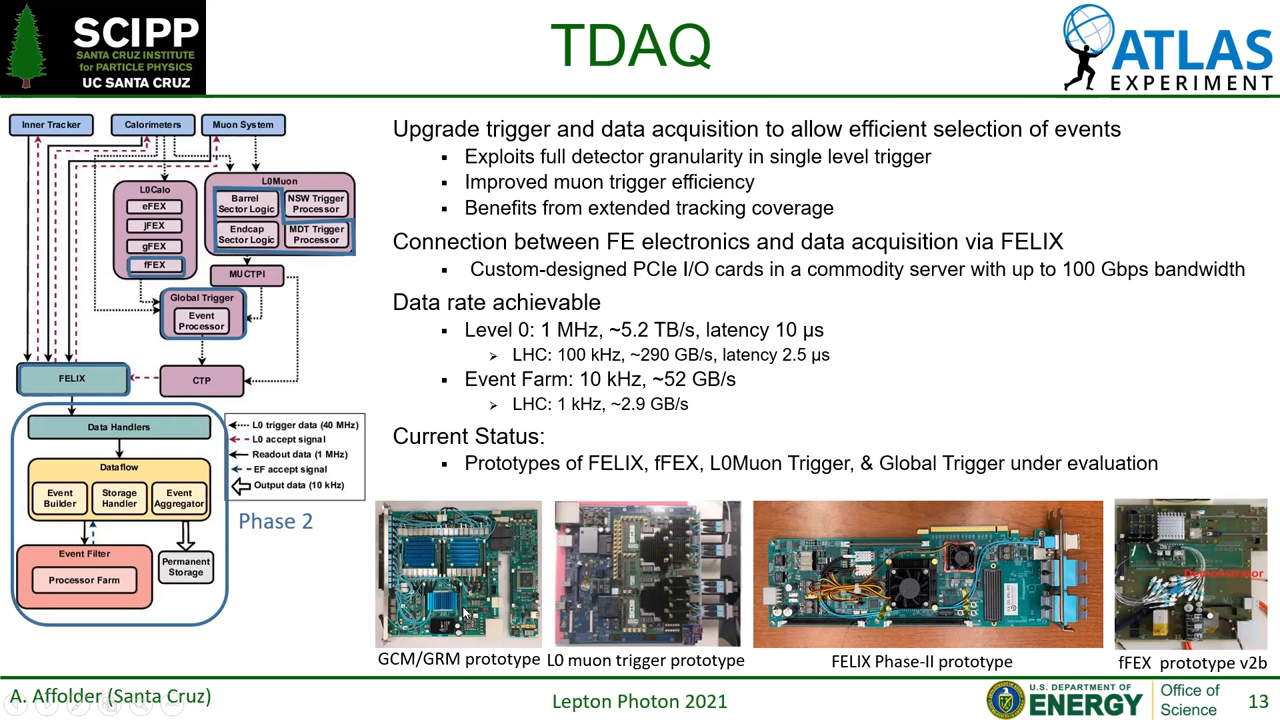 SCIPP
SANTA CRUZ INSTITUTE
for PARTICLE PHYSICS
UC SANTA CRUZ
TDAQ
ATLAS
EXPERIMENT
Inner Tracker
Calorimeters
Muon System
L0Calo
eFEX
jFEX
gFEX
fFEX
L0Muon
Barrel
Sector Logic
NSW Trigger
Processor
Endcap
Sector Logic
MDT Trigger
Processor
MUCTPI
Global Trigger
Event
Processor
FELIX
CTP
Data Handlers
Dataflow
Event
Builder
Storage
Handler
Event
Aggregator
Event Filter
Processor Farm
Permanent
Storage
L0 trigger data (40 MHz)
L0 accept signal
Readout data (1 MHz)
EF accept signal
Output data (10 kHz)
Phase 2
Upgrade trigger and data acquisition to allow efficient selection of events
▪ Exploits full detector granularity in single level trigger
▪ Improved muon trigger efficiency
▪ Benefits from extended tracking coverage
Connection between FE electronics and data acquisition via FELIX
▪ Custom-designed PCIe I/O cards in a commodity server with up to 100 Gbps bandwidth
Data rate achievable
▪ Level 0: 1 MHz, ~5.2 TB/s, latency 10 µs
➢ LHC: 100 kHz, ~290 GB/s, latency 2.5 µs
▪ Event Farm: 10 kHz, ~52 GB/s
➢ LHC: 1 kHz, ~2.9 GB/s
Current Status:
▪ Prototypes of FELIX, fFEX, L0Muon Trigger, & Global Trigger under evaluation
Demonstrator
GCM/GRM prototype
L0 muon trigger prototype
FELIX Phase-II prototype
fFEX prototype v2b
A. Affolder (Santa Cruz)
Lepton Photon 2021
U.S. DEPARTMENT OF
ENERGY
Office of
Science
13